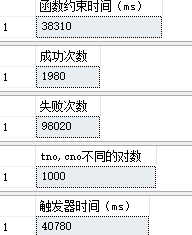 函数约束时间（ms）
1 38310
成功次数
1 1980
失败次数
1 98020
tno,cno不同的对数
1 1000
触发器时间（ms）
1 40780